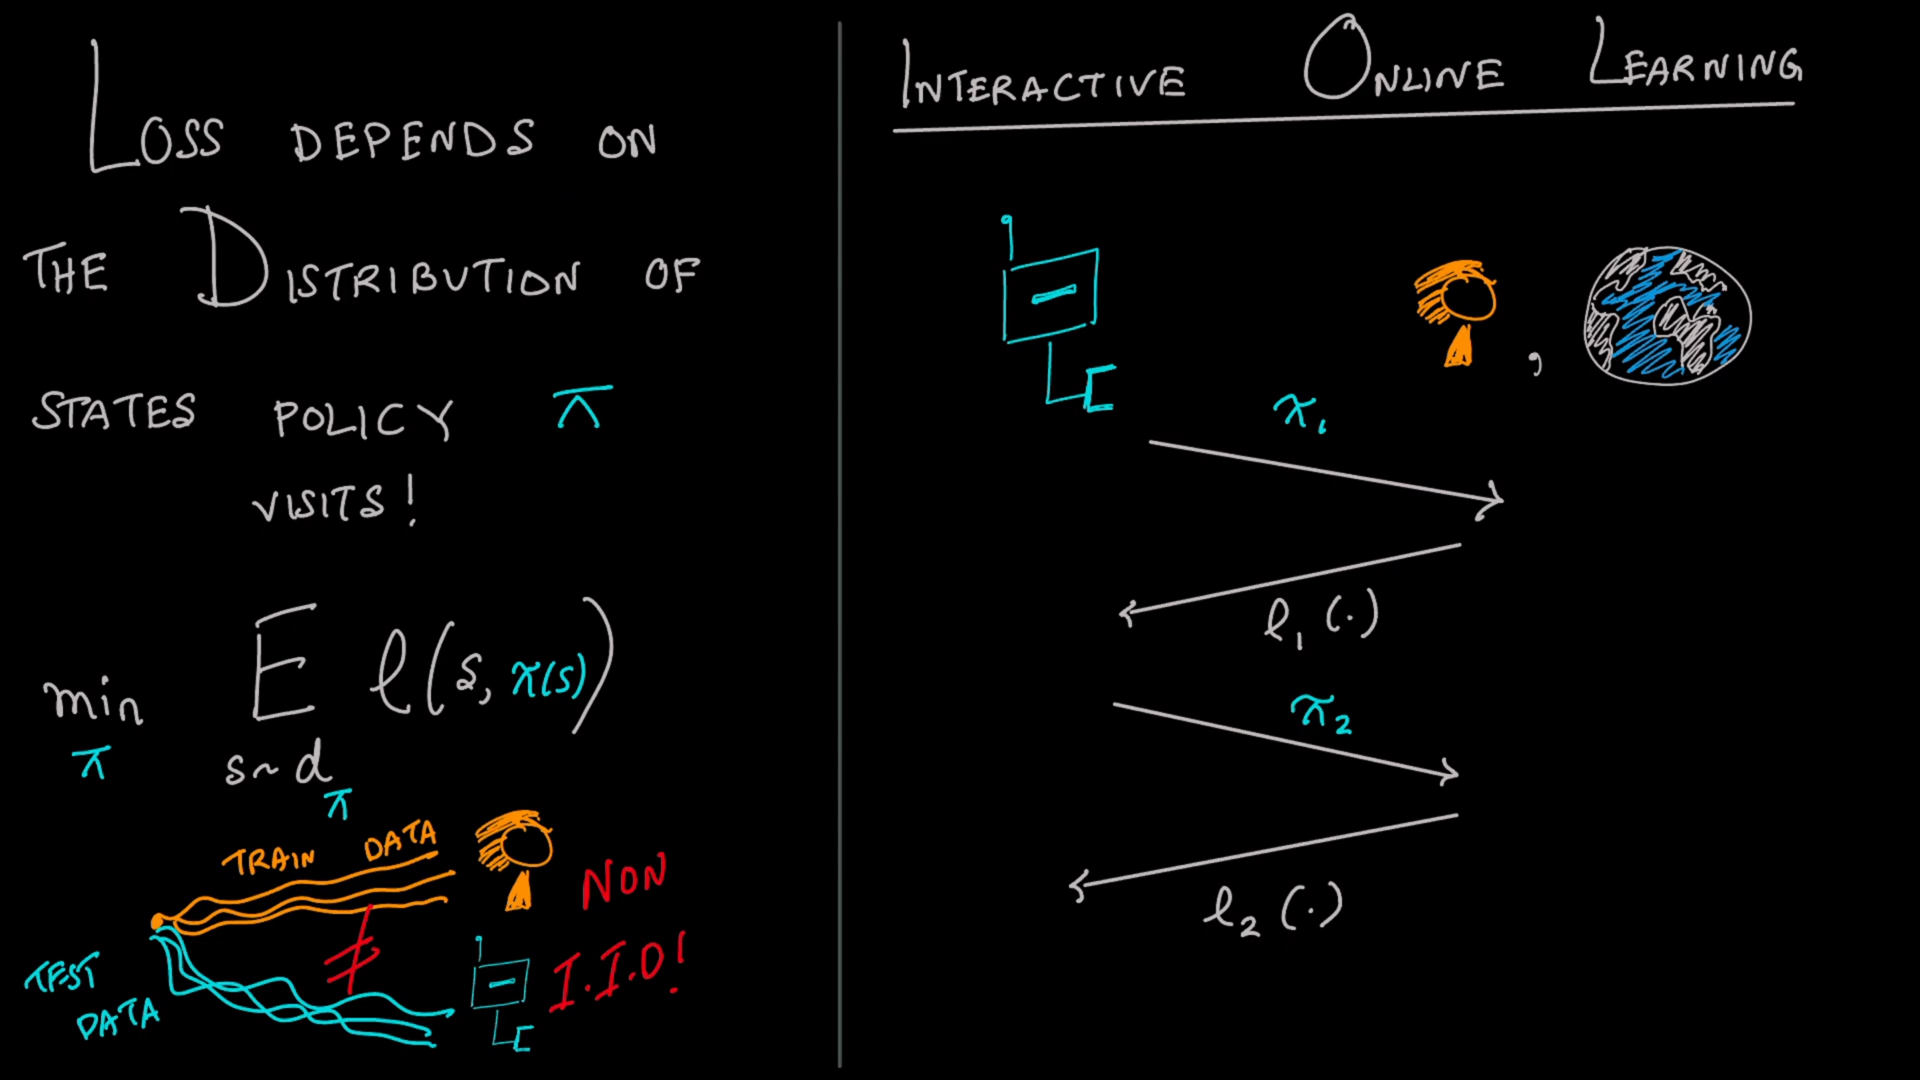 LOSS DEPENDS ON
THE DISTRIBUTION OF
STATES POLICY π
VISITS!
min E ℓ(s, π(s))
π s~d
π
TRAIN DATA
NON
I.I.D!
≠
TEST
DATA
INTERACTIVE ONLINE LEARNING
,
π₁
ℓ₁(.)
π₂
ℓ₂(.)